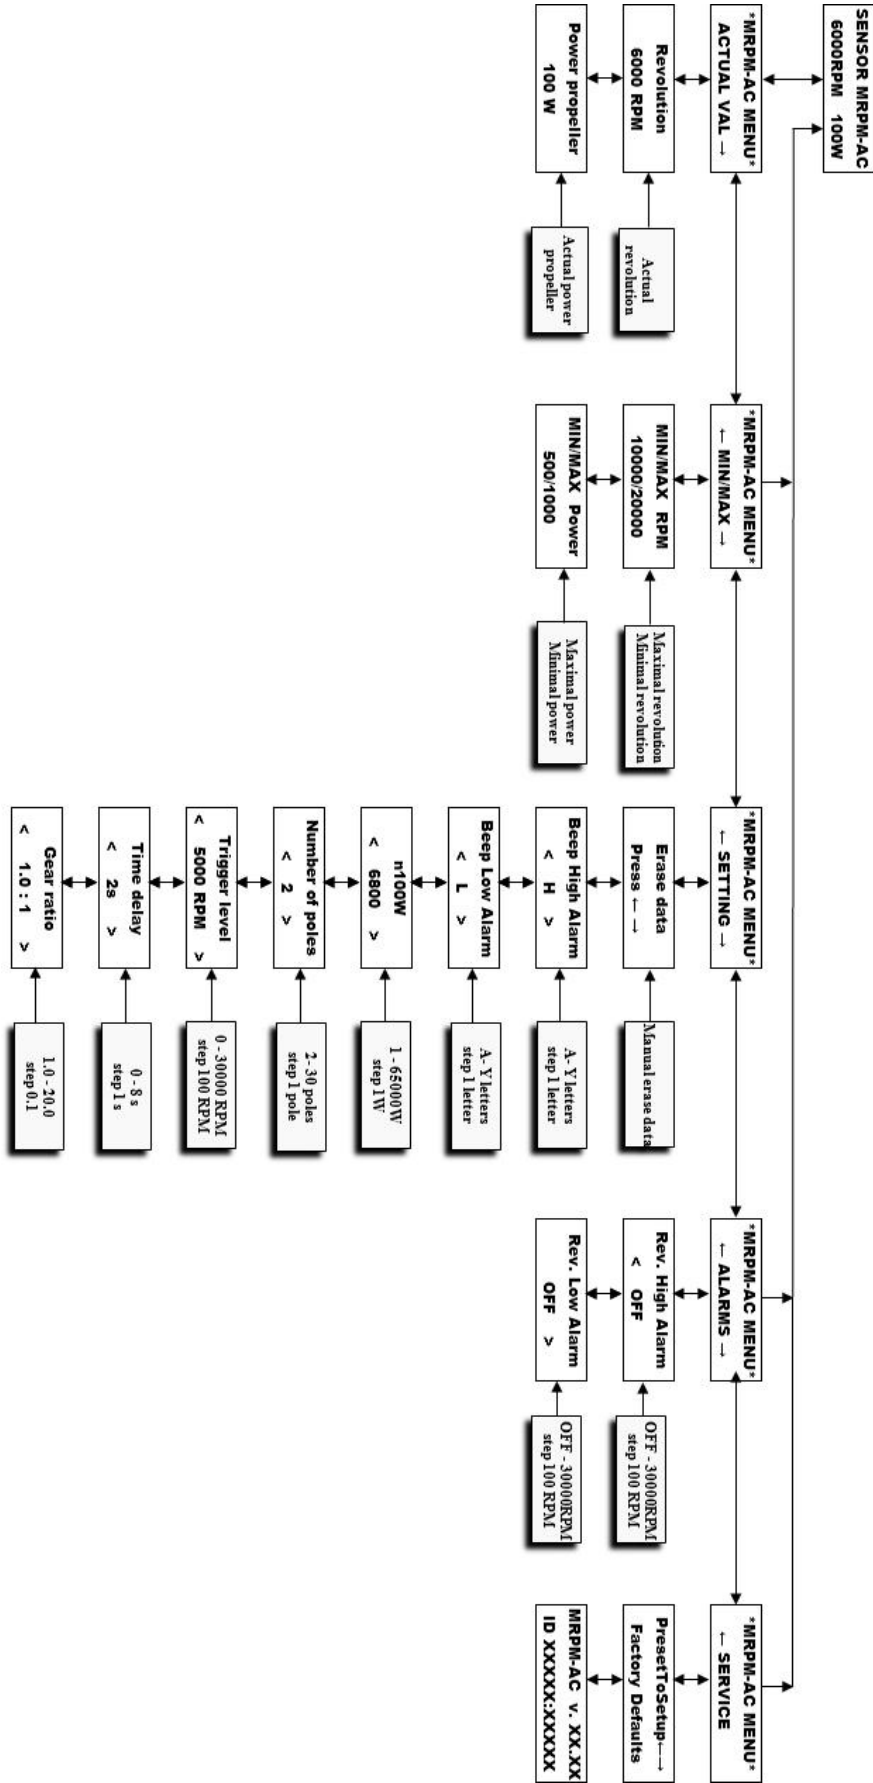 SENSOR MRPM-AC
6000RPM 100W
*MRPM-AC MENU*
ACTUAL VAL →
Revolution
6000 RPM
Actual
revolution
Power propeller
100 W
Actual power
propeller
*MRPM-AC MENU*
← MIN/MAX →
MIN/MAX RPM
10000/20000
Maximal revolution
Minimal revolution
MIN/MAX Power
500/1000
Maximal power
Minimal power
*MRPM-AC MENU*
← SETTING →
Erase data
Press ← →
Manual erase data
Beep High Alarm
< H >
A- Y letters
step 1 letter
Beep Low Alarm
< L >
A- Y letters
step 1 letter
n100W
< 6800 >
1 - 65000W
step 1W
Number of poles
< 2 >
2- 30 poles
step 1 pole
Trigger level
< 5000 RPM >
0 - 30000 RPM
step 100 RPM
Time delay
< 2s >
0 - 8 s
step 1 s
Gear ratio
< 1.0 : 1 >
1.0 - 20.0
step 0.1
*MRPM-AC MENU*
← ALARMS →
Rev. High Alarm
< OFF
OFF - 30000RPM
step 100 RPM
Rev. Low Alarm
OFF >
OFF - 30000RPM
step 100 RPM
*MRPM-AC MENU*
← SERVICE
PresetToSetup←→
Factory Defaults
MRPM-AC v. XX.XX
ID XXXXX:XXXXX